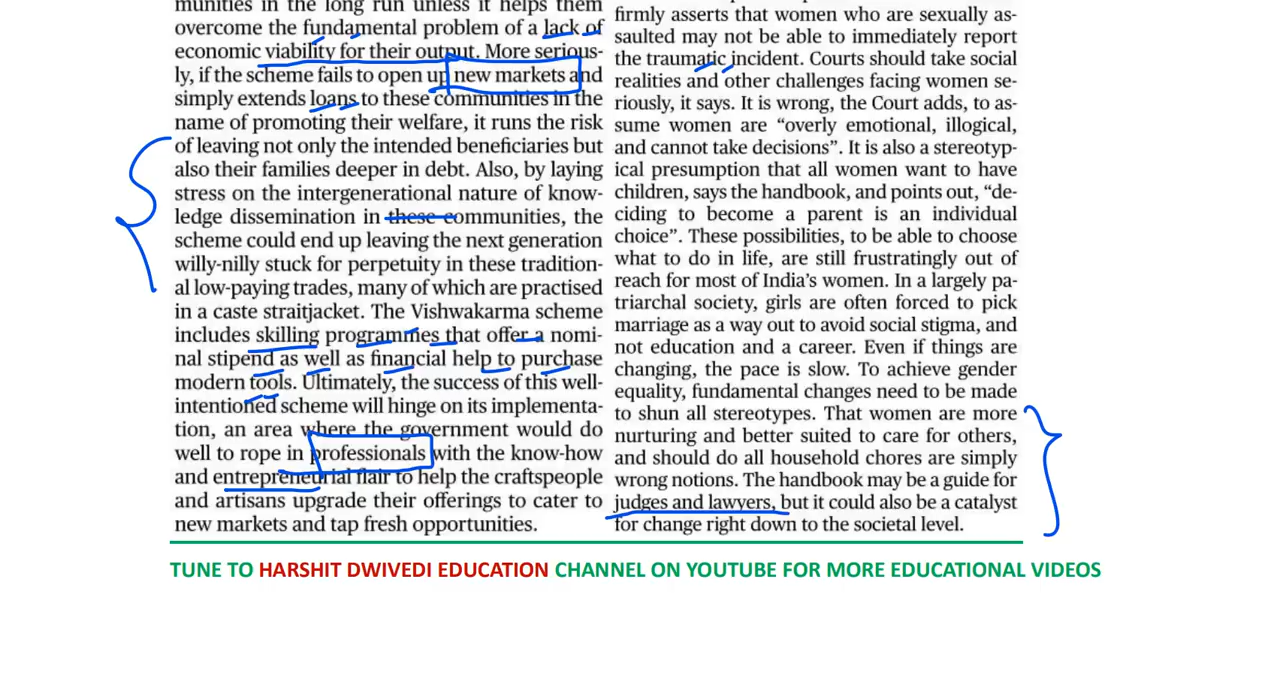 munities in the long run unless it helps them
overcome the fundamental problem of a lack of
economic viability for their output. More serious-
ly, if the scheme fails to open up new markets and
simply extends loans to these communities in the
name of promoting their welfare, it runs the risk
of leaving not only the intended beneficiaries but
also their families deeper in debt. Also, by laying
stress on the intergenerational nature of know-
ledge dissemination in these communities, the
scheme could end up leaving the next generation
willy-nilly stuck for perpetuity in these tradition-
al low-paying trades, many of which are practised
in a caste straitjacket. The Vishwakarma scheme
includes skilling programmes that offer a nomi-
nal stipend as well as financial help to purchase
modern tools. Ultimately, the success of this well-
intentioned scheme will hinge on its implementa-
tion, an area where the government would do
well to rope in professionals with the know-how
and entrepreneurial flair to help the craftspeople
and artisans upgrade their offerings to cater to
new markets and tap fresh opportunities.
firmly asserts that women who are sexually as-
saulted may not be able to immediately report
the traumatic incident. Courts should take social
realities and other challenges facing women se-
riously, it says. It is wrong, the Court adds, to as-
sume women are “overly emotional, illogical,
and cannot take decisions”. It is also a stereotyp-
ical presumption that all women want to have
children, says the handbook, and points out, “de-
ciding to become a parent is an individual
choice”. These possibilities, to be able to choose
what to do in life, are still frustratingly out of
reach for most of India’s women. In a largely pa-
triarchal society, girls are often forced to pick
marriage as a way out to avoid social stigma, and
not education and a career. Even if things are
changing, the pace is slow. To achieve gender
equality, fundamental changes need to be made
to shun all stereotypes. That women are more
nurturing and better suited to care for others,
and should do all household chores are simply
wrong notions. The handbook may be a guide for
judges and lawyers, but it could also be a catalyst
for change right down to the societal level.
TUNE TO HARSHIT DWIVEDI EDUCATION CHANNEL ON YOUTUBE FOR MORE EDUCATIONAL VIDEOS